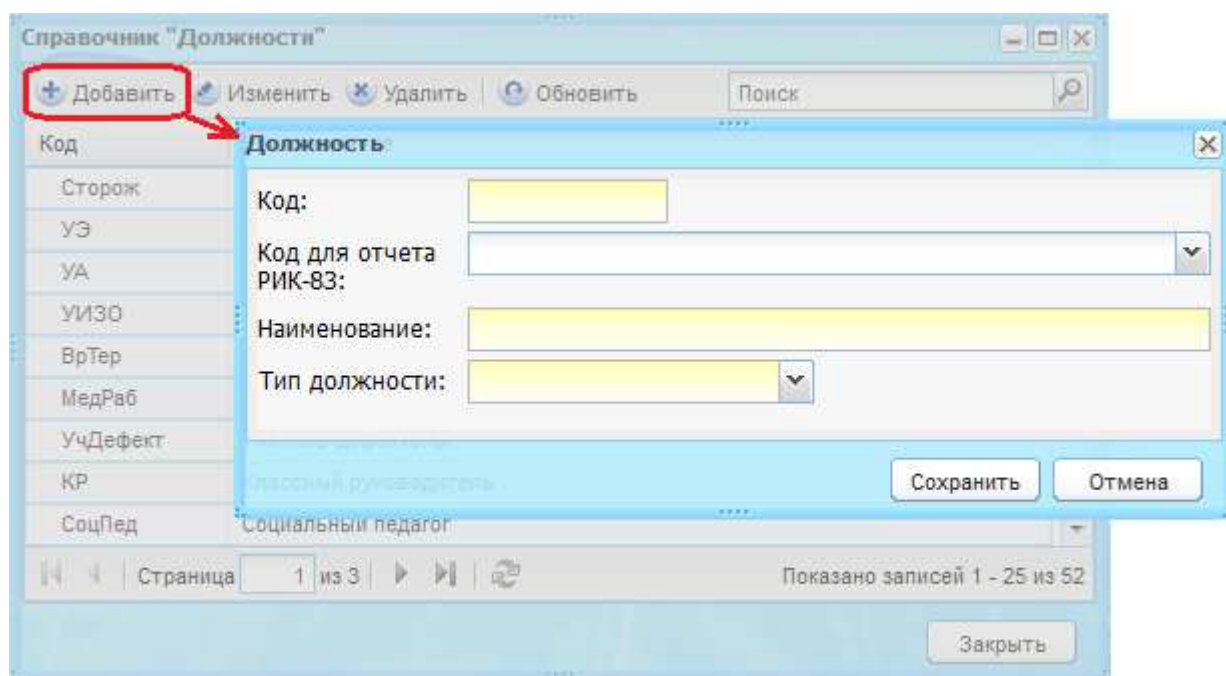 Справочник "Должности"
Добавить Изменить Удалить Обновить Поиск
Код
Должность
Сторож
Код:
УЭ
Код для отчета
РИК-83:
УА
УИЗО
Наименование:
ВрТер
Тип должности:
МедРаб
УчДефект
КР Классный руководитель
Сохранить Отмена
СоцПед Социальный педагог
Страница 1 из 3 Показано записей 1 - 25 из 52
Закрыть